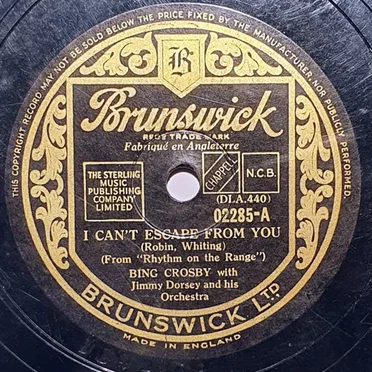 THIS COPYRIGHT RECORD MAY NOT BE SOLD BELOW THE PRICE FIXED BY THE MANUFACTURER, NOR PUBLICLY PERFORMED.
B
Brunswick
REGD TRADE MARK
Fabriqué en Angleterre
THE STERLING
MUSIC
PUBLISHING
COMPANY
LIMITED
CHAPPELL
N.C.B.
(DLA.440)
02285-A
I CAN'T ESCAPE FROM YOU
(Robin, Whiting)
(From "Rhythm on the Range")
BING CROSBY with
Jimmy Dorsey and his
Orchestra
BRUNSWICK LTD.
MADE IN ENGLAND